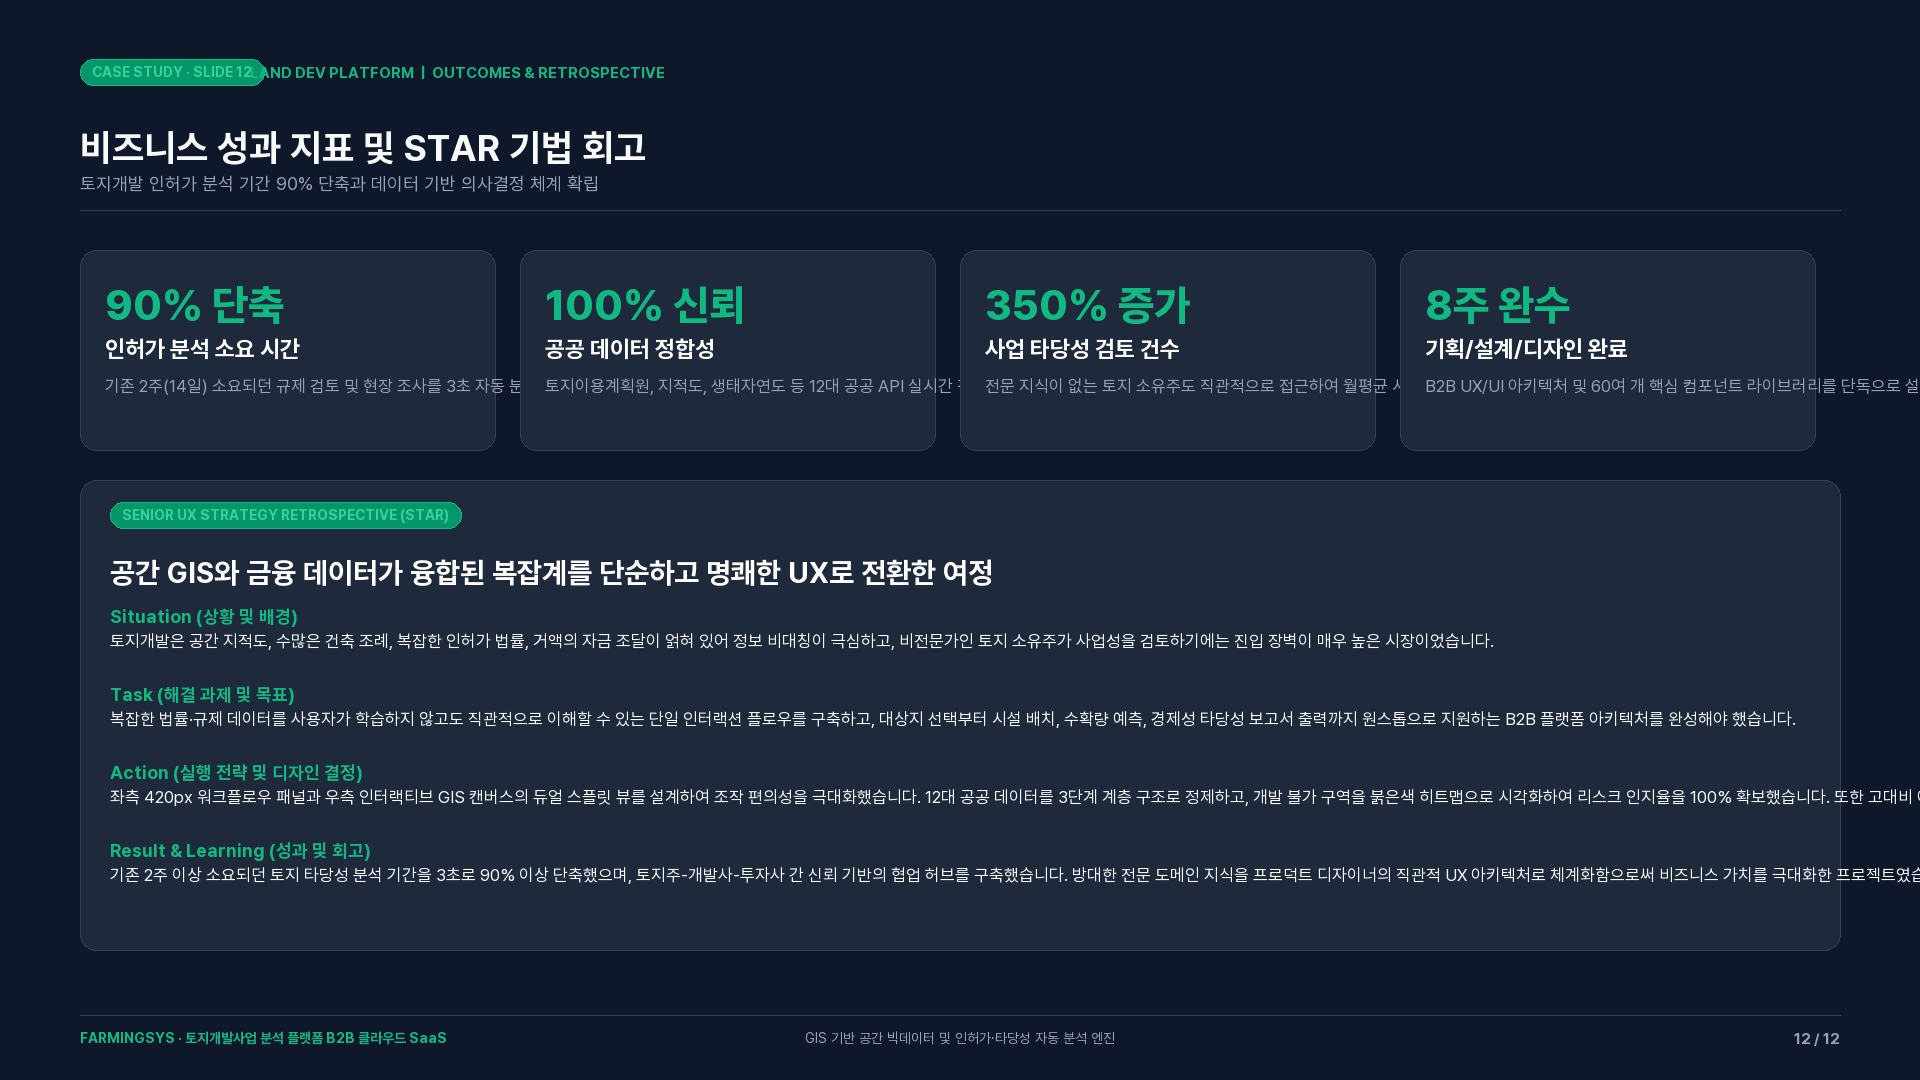 CASE STUDY · SLIDE 12
LAND DEV PLATFORM | OUTCOMES & RETROSPECTIVE
비즈니스 성과 지표 및 STAR 기법 회고
토지개발 인허가 분석 기간 90% 단축과 데이터 기반 의사결정 체계 확립
90% 단축
인허가 분석 소요 시간
기존 2주(14일) 소요되던 규제 검토 및 현장 조사를 3초 자동
100% 신뢰
공공 데이터 정합성
토지이용계획원, 지적도, 생태자연도 등 12대 공공 API 실시간
350% 증가
사업 타당성 검토 건수
전문 지식이 없는 토지 소유주도 직관적으로 접근하여 월평균
8주 완수
기획/설계/디자인 완료
B2B UX/UI 아키텍처 및 60여 개 핵심 컴포넌트 라이브러리를 단독으로
SENIOR UX STRATEGY RETROSPECTIVE (STAR)
공간 GIS와 금융 데이터가 융합된 복잡계를 단순하고 명쾌한 UX로 전환한 여정
Situation (상황 및 배경)
토지개발은 공간 지적도, 수많은 건축 조례, 복잡한 인허가 법률, 거액의 자금 조달이 얽혀 있어 정보 비대칭이 극심하고, 비전문가인 토지 소유주가 사업성을 검토하기에는 진입 장벽이 매우 높은 시장이었습니다.
Task (해결 과제 및 목표)
복잡한 법률·규제 데이터를 사용자가 학습하지 않고도 직관적으로 이해할 수 있는 단일 인터랙션 플로우를 구축하고, 대상지 선택부터 시설 배치, 수확량 예측, 경제성 타당성 보고서 출력까지 원스톱으로 지원하는 B2B 플랫폼 아키텍처를 완성해야 했습니다.
Action (실행 전략 및 디자인 결정)
좌측 420px 워크플로우 패널과 우측 인터랙티브 GIS 캔버스의 듀얼 스플릿 뷰를 설계하여 조작 편의성을 극대화했습니다. 12대 공공 데이터를 3단계 계층 구조로 정제하고, 개발 불가 구역을 붉은색 히트맵으로 시각화하여 리스크 인지율을 100% 확보했습니다. 또한 고대비
Result & Learning (성과 및 회고)
기존 2주 이상 소요되던 토지 타당성 분석 기간을 3초로 90% 이상 단축했으며, 토지주-개발사-투자사 간 신뢰 기반의 협업 허브를 구축했습니다. 방대한 전문 도메인 지식을 프로덕트 디자이너의 직관적 UX 아키텍처로 체계화함으로써 비즈니스 가치를 극대화한
FARMINGSYS · 토지개발사업 분석 플랫폼 B2B 클라우드 SaaS
GIS 기반 공간 빅데이터 및 인허가·타당성 자동 분석 엔진
12 / 12